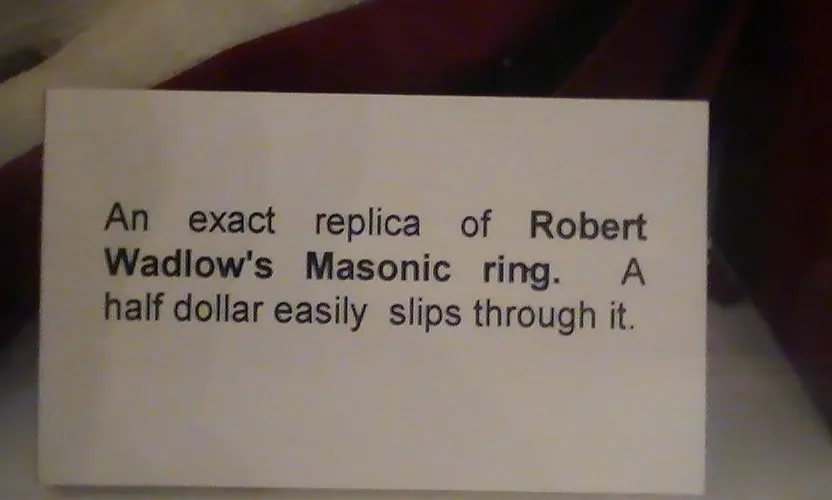 An exact replica of Robert
Wadlow's Masonic ring. A
half dollar easily slips through it.